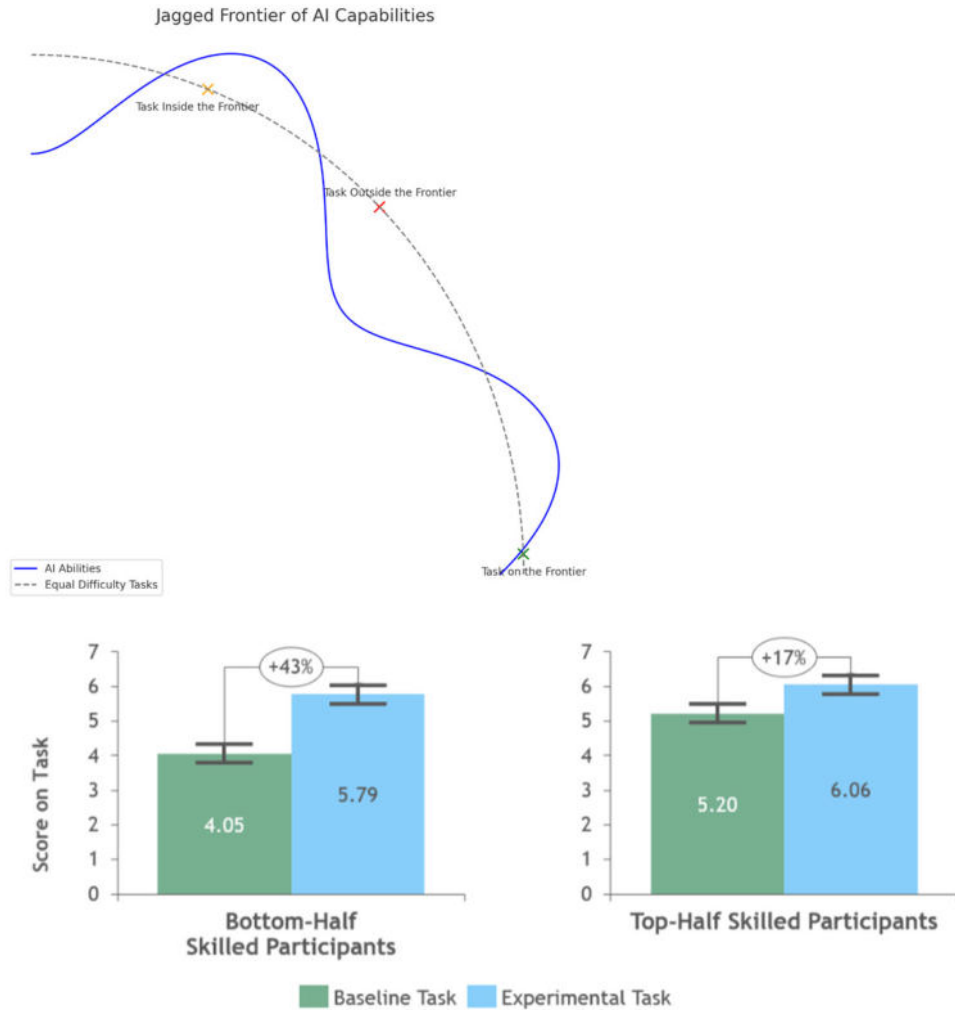 Jagged Frontier of AI Capabilities
Task Inside the Frontier
Task Outside the Frontier
Task on the Frontier
AI Abilities
Equal Difficulty Tasks
Score on Task
7
6
5
4
3
2
1
0
+43%
4.05
5.79
Bottom-Half
Skilled Participants
7
6
5
4
3
2
1
0
+17%
5.20
6.06
Top-Half Skilled Participants
Baseline Task
Experimental Task